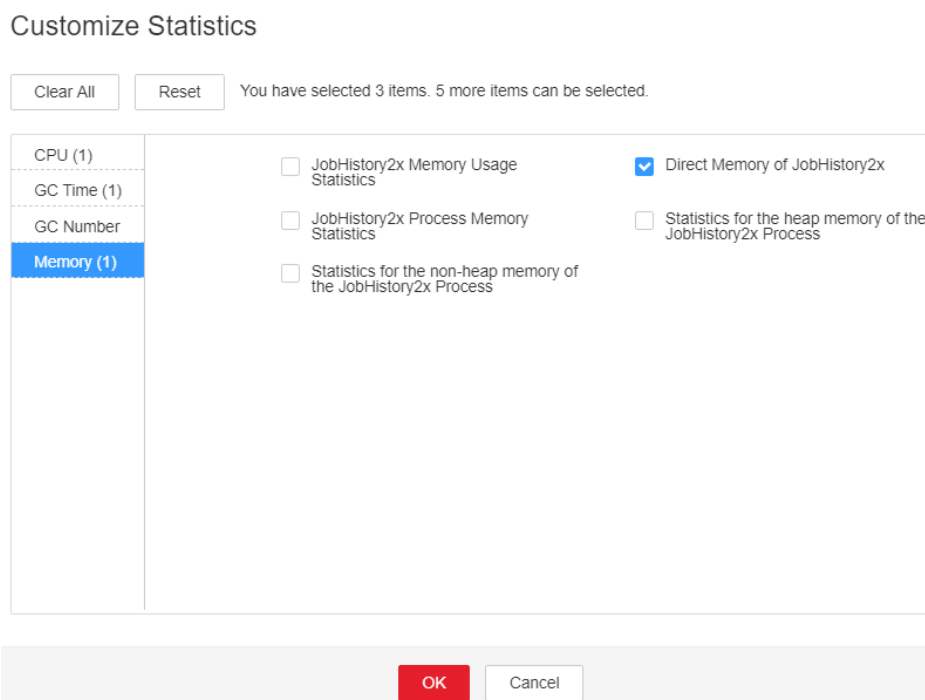 Customize Statistics
Clear All
Reset
You have selected 3 items. 5 more items can be selected.
CPU (1)
GC Time (1)
GC Number
Memory (1)
JobHistory2x Memory Usage
Statistics
Direct Memory of JobHistory2x
JobHistory2x Process Memory
Statistics
Statistics for the heap memory of the
JobHistory2x Process
Statistics for the non-heap memory of
the JobHistory2x Process
OK
Cancel